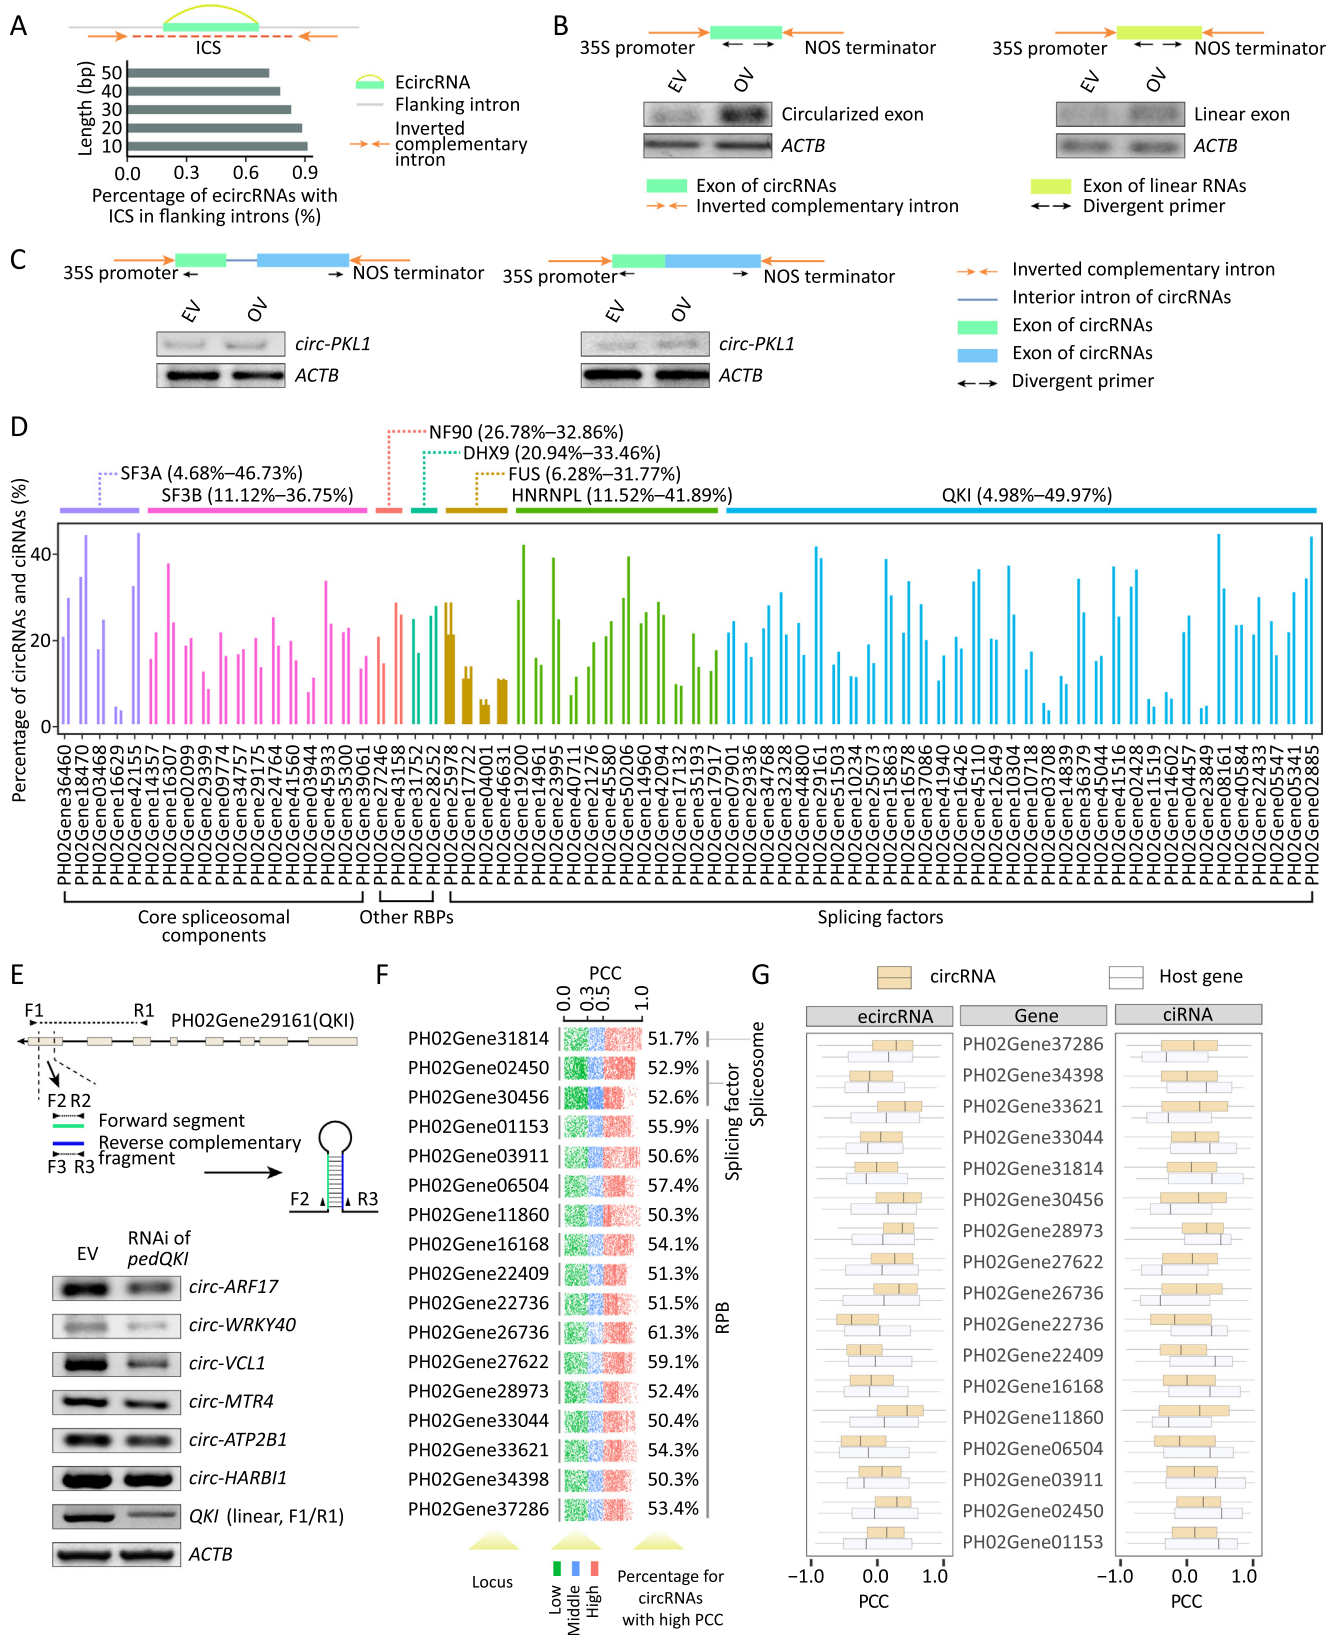 A
ICS
Length (bp)
50
40
30
20
10
0.0 0.3 0.6 0.9
Percentage of ecircRNAs with
ICS in flanking introns (%)
EcircRNA
Flanking intron
Inverted
complementary
intron
B
35S promoter NOS terminator
EV OV
Circularized exon
ACTB
Exon of circRNAs
Inverted complementary intron
35S promoter NOS terminator
EV OV
Linear exon
ACTB
Exon of linear RNAs
Divergent primer
C
35S promoter NOS terminator
EV OV
circ-PKL1
ACTB
35S promoter NOS terminator
EV OV
circ-PKL1
ACTB
Inverted complementary intron
Interior intron of circRNAs
Exon of circRNAs
Exon of circRNAs
Divergent primer
D
NF90 (26.78%–32.86%)
DHX9 (20.94%–33.46%)
SF3A (4.68%–46.73%)
FUS (6.28%–31.77%)
SF3B (11.12%–36.75%)
HNRNPL (11.52%–41.89%)
QKI (4.98%–49.97%)
Percentage of circRNAs and ciRNAs (%)
40
20
0
PH02Gene36460
PH02Gene18470
PH02Gene03468
PH02Gene16629
PH02Gene42155
PH02Gene14357
PH02Gene16307
PH02Gene02099
PH02Gene29399
PH02Gene09774
PH02Gene34757
PH02Gene29175
PH02Gene24760
PH02Gene41560
PH02Gene03944
PH02Gene45933
PH02Gene35300
PH02Gene39061
PH02Gene27246
PH02Gene43158
PH02Gene31752
PH02Gene28252
PH02Gene25978
PH02Gene17722
PH02Gene04001
PH02Gene46631
PH02Gene19200
PH02Gene14961
PH02Gene23995
PH02Gene40711
PH02Gene21276
PH02Gene45580
PH02Gene50206
PH02Gene14960
PH02Gene42094
PH02Gene17132
PH02Gene35193
PH02Gene17917
PH02Gene07901
PH02Gene29336
PH02Gene34768
PH02Gene32328
PH02Gene44800
PH02Gene29161
PH02Gene51503
PH02Gene10234
PH02Gene25073
PH02Gene15863
PH02Gene16578
PH02Gene37086
PH02Gene41940
PH02Gene16426
PH02Gene45110
PH02Gene12649
PH02Gene10304
PH02Gene10718
PH02Gene03708
PH02Gene14839
PH02Gene36379
PH02Gene45044
PH02Gene41516
PH02Gene02428
PH02Gene11519
PH02Gene14602
PH02Gene04457
PH02Gene23849
PH02Gene08161
PH02Gene40584
PH02Gene22433
PH02Gene05547
PH02Gene05341
PH02Gene02885
Core spliceosomal
components
Other RBPs
Splicing factors
E
F1 R1
PH02Gene29161(QKI)
F2 R2
Forward segment
Reverse complementary
fragment
F3 R3
F2 R3
EV
RNAi of
pedQKI
circ-ARF17
circ-WRKY40
circ-VCL1
circ-MTR4
circ-ATP2B1
circ-HARBI1
QKI (linear, F1/R1)
ACTB
F
PCC
0.0 0.3 0.5 1.0
PH02Gene31814 51.7%
PH02Gene02450 52.9%
PH02Gene30456 52.6%
PH02Gene01153 55.9%
PH02Gene03911 50.6%
PH02Gene06504 57.4%
PH02Gene11860 50.3%
PH02Gene16168 54.1%
PH02Gene22409 51.3%
PH02Gene22736 51.5%
PH02Gene26736 61.3%
PH02Gene27622 59.1%
PH02Gene28973 52.4%
PH02Gene33044 50.4%
PH02Gene33621 54.3%
PH02Gene34398 50.3%
PH02Gene37286 53.4%
Spliceosome
Splicing factor
RPB
Locus
Low
Middle
High
Percentage for
circRNAs
with high PCC
G
circRNA
Host gene
ecircRNA Gene ciRNA
PH02Gene37286
PH02Gene34398
PH02Gene33621
PH02Gene33044
PH02Gene31814
PH02Gene30456
PH02Gene28973
PH02Gene27622
PH02Gene26736
PH02Gene22736
PH02Gene22409
PH02Gene16168
PH02Gene11860
PH02Gene06504
PH02Gene03911
PH02Gene02450
PH02Gene01153
−1.0 0.0 1.0
PCC
−1.0 0.0 1.0
PCC